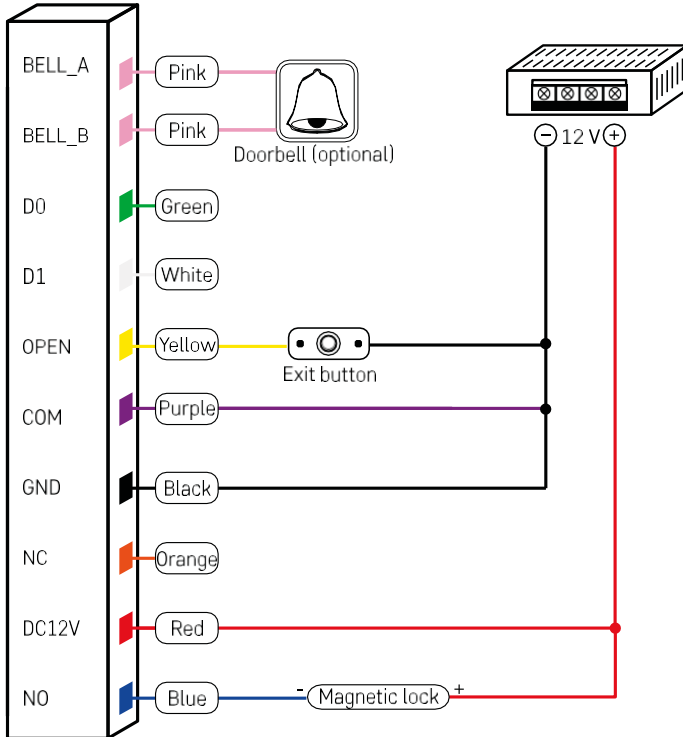 BELL_A Pink
BELL_B Pink
Doorbell (optional)
− 12 V +
D0 Green
D1 White
OPEN Yellow
Exit button
COM Purple
GND Black
NC Orange
DC12V Red
NO Blue - Magnetic lock +